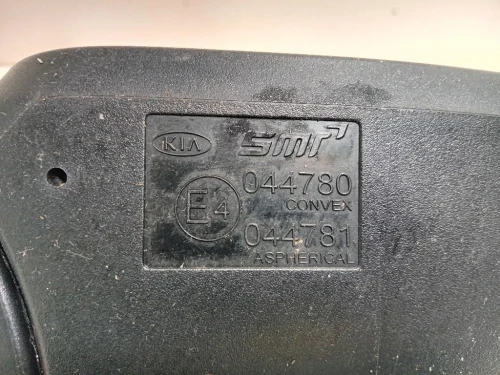 KIA SMR
E4 044780
CONVEX
044781
ASPHERICAL